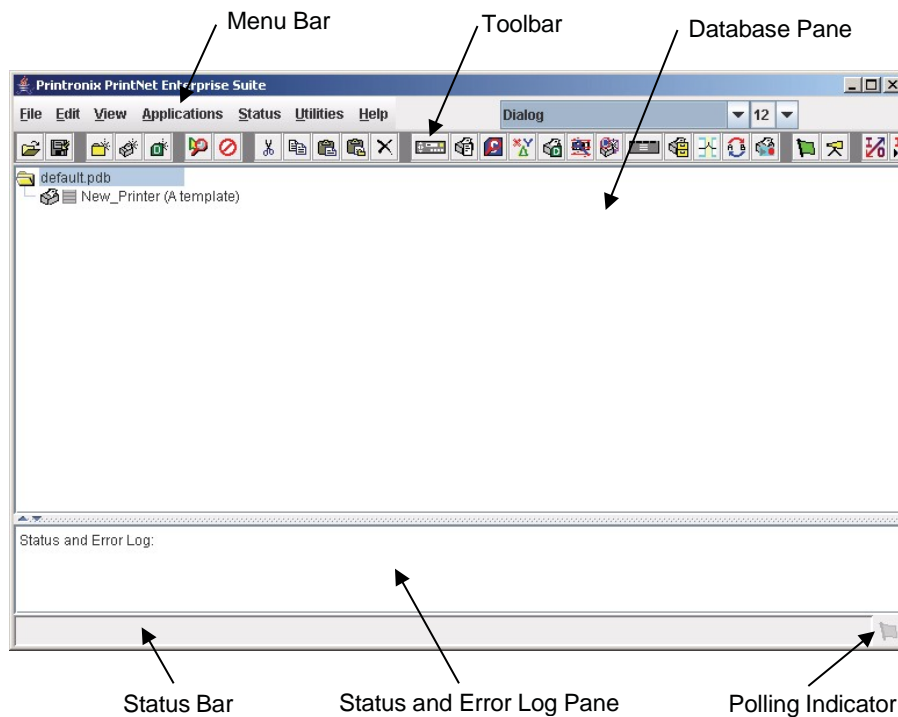 Menu Bar
Toolbar
Database Pane
Printronix PrintNet Enterprise Suite
File Edit View Applications Status Utilities Help
Dialog
12
default.pdb
New_Printer (A template)
Status and Error Log:
Status Bar
Status and Error Log Pane
Polling Indicator